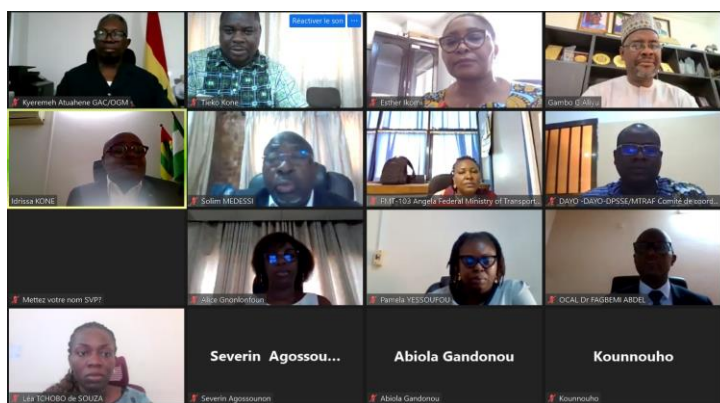 Réactiver le son
Kyeremeh Atuahene GAC/OGM
Tieko Kone
Esther Ikomi
Gambo G Aliyu
Idrissa KONE
Solim MEDESSI
FMT-103 Angela Federal Ministry of Transport...
DAYO -DAYO-DPSSE/MTRAF Comité de coord...
Mettez votre nom SVP?
Alice Gnonlonfoun
Pamela YESSOUFOU
OCAL Dr FAGBEMI ABDEL
Léa TCHOBO de SOUZA
Severin Agossou...
Severin Agossounon
Abiola Gandonou
Abiola Gandonou
Kounnouho
Kounnouho